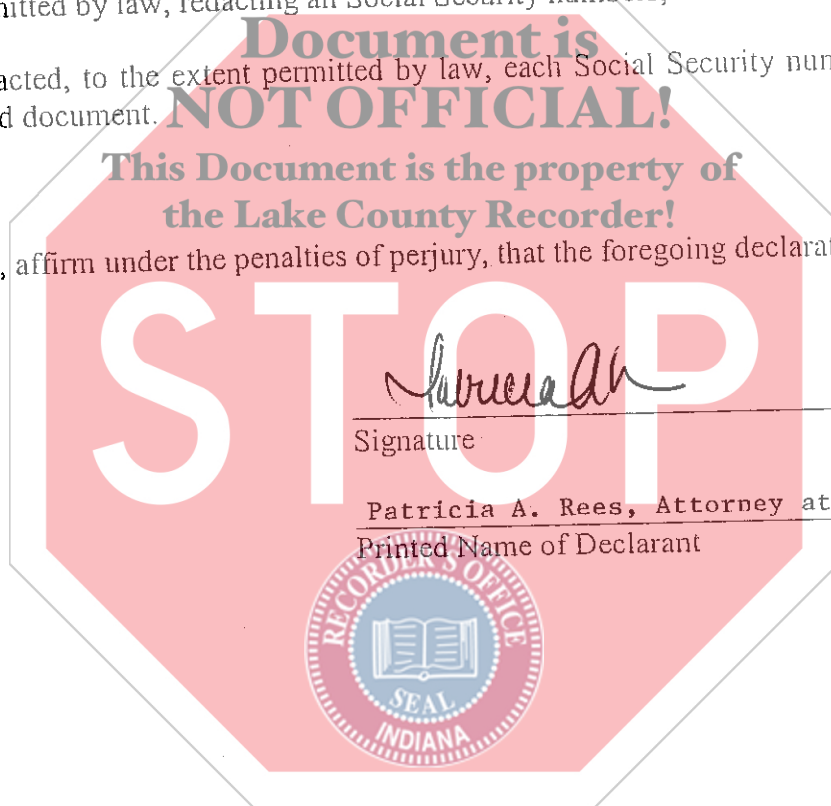 mitted by law, redacting all Social Security numbers;
Document is
acted, to the extent permitted by law, each Social Security num
d document.
NOT OFFICIAL!
This Document is the property of
the Lake County Recorder!
, affirm under the penalties of perjury, that the foregoing declarat
STOP
Signature
Patricia A. Rees, Attorney at
Printed Name of Declarant
RECORDER'S OFFICE
SEAL
INDIANA